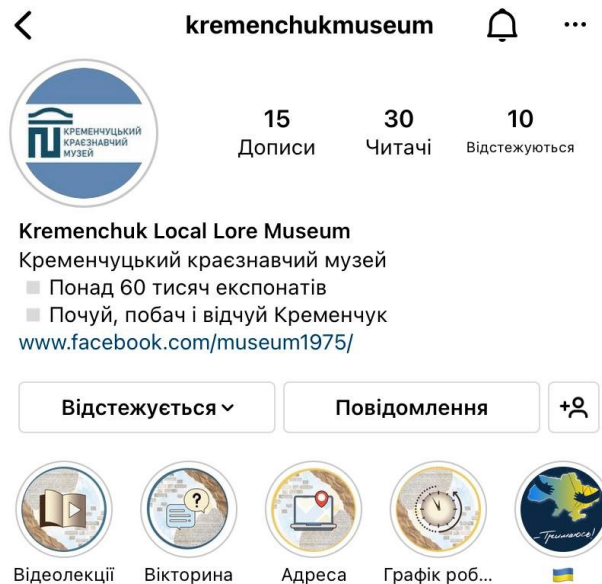 kremenchukmuseum
КРЕМЕНЧУЦЬКИЙ
КРАЄЗНАВЧИЙ
МУЗЕЙ
15 30 10
Дописи Читачі Відстежуються
Kremenchuk Local Lore Museum
Кременчуцький краєзнавчий музей
Понад 60 тисяч експонатів
Почуй, побач і відчуй Кременчук
www.facebook.com/museum1975/
Відстежується Повідомлення
?
-Тримаюсь!
Відеолекції Вікторина Адреса Графік роб...